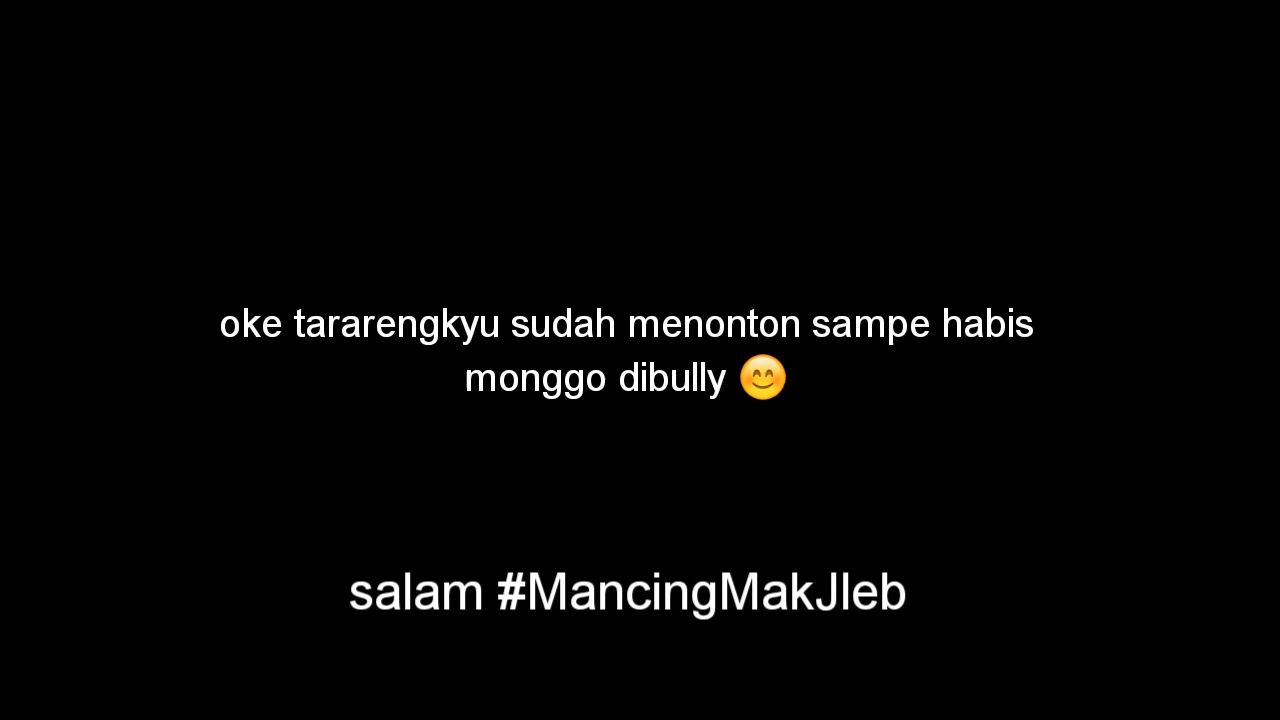 oke tararengkyu sudah menonton sampe habis
monggo dibully 😊
salam #MancingMakJleb